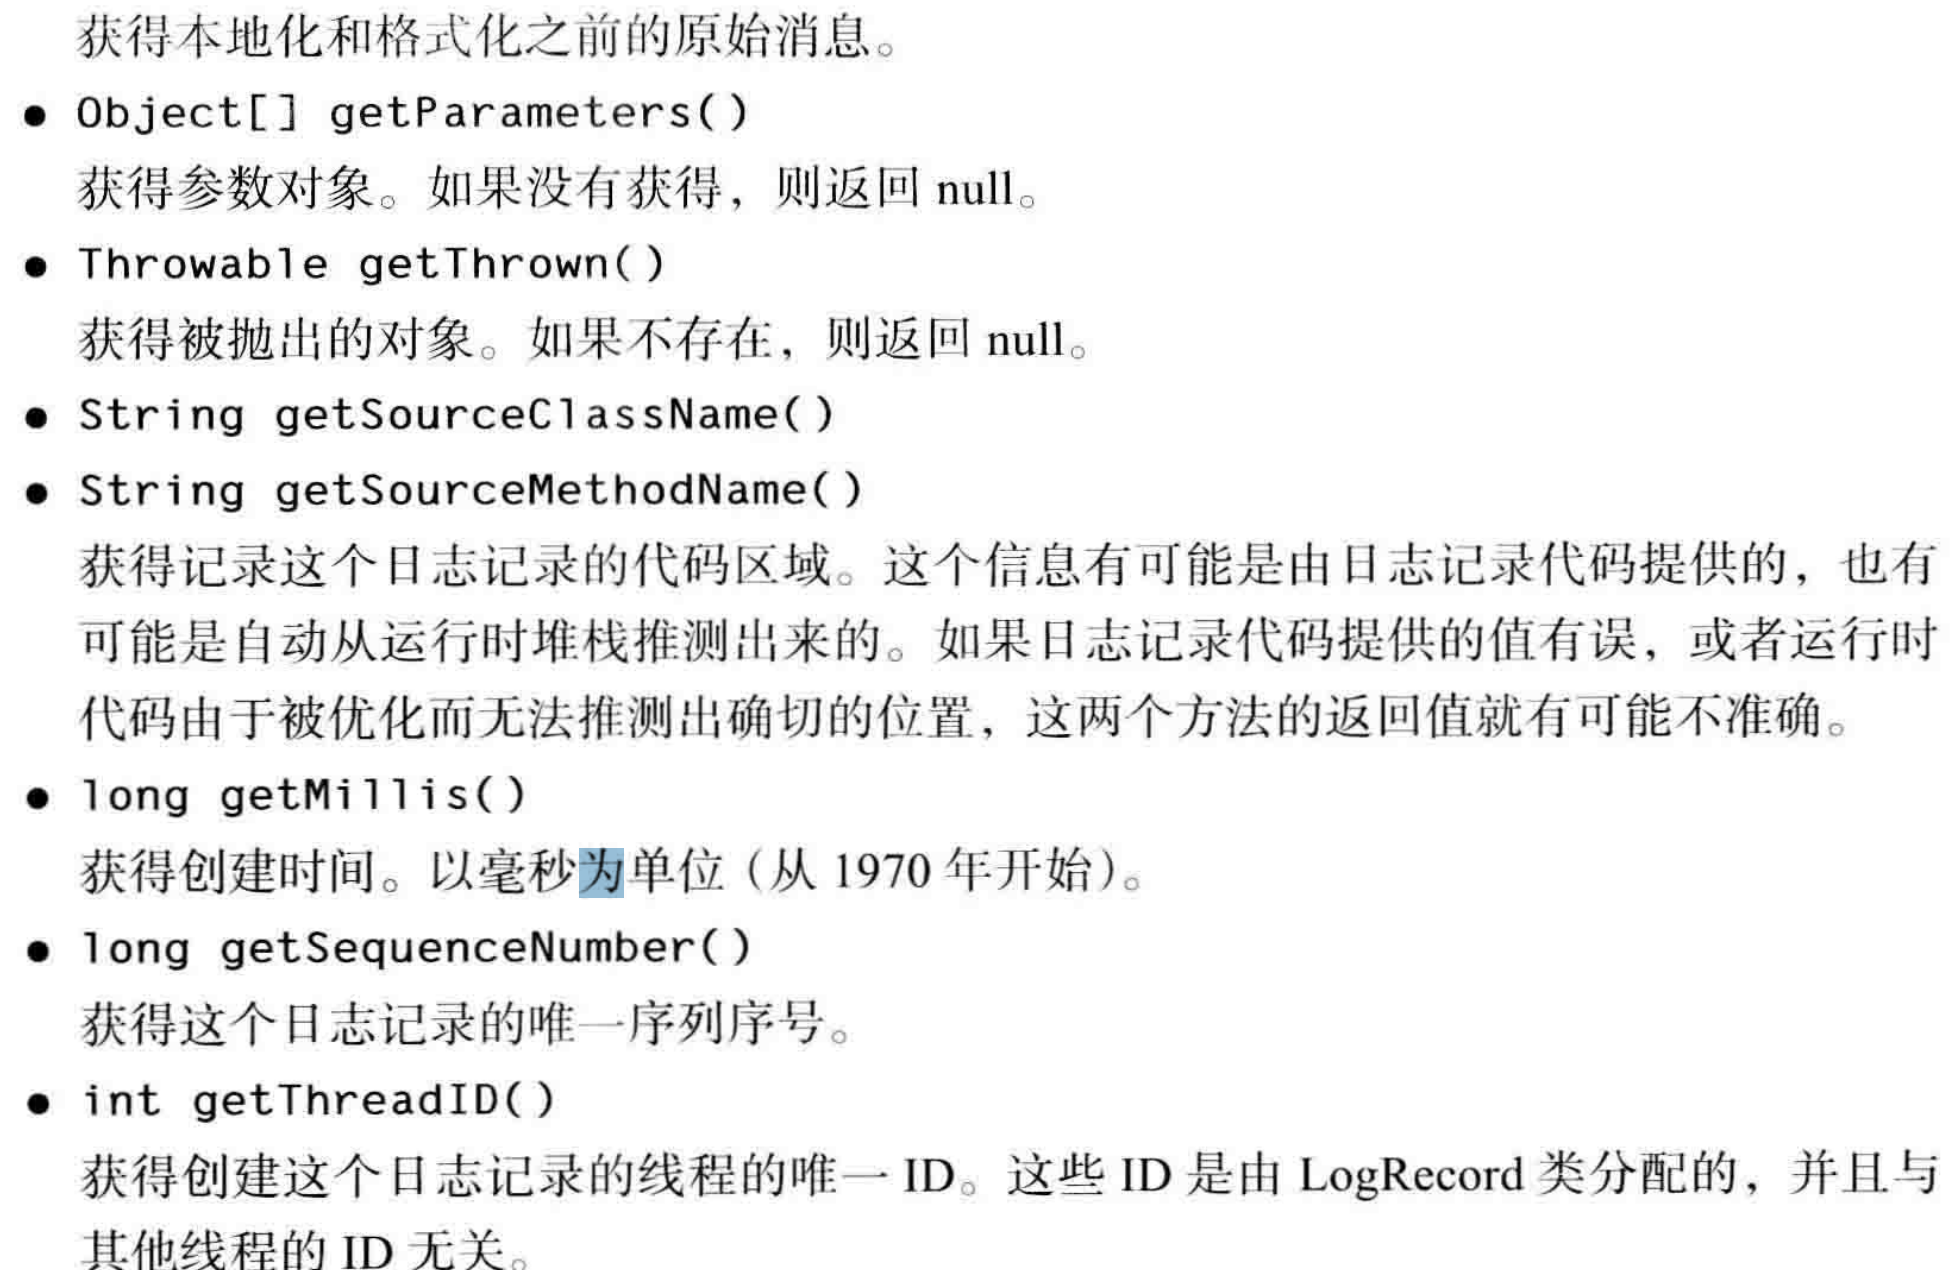 获得本地化和格式化之前的原始消息。
● Object[] getParameters()
获得参数对象。如果没有获得，则返回 null。
● Throwable getThrown()
获得被抛出的对象。如果不存在，则返回 null。
● String getSourceClassName()
● String getSourceMethodName()
获得记录这个日志记录的代码区域。这个信息有可能是由日志记录代码提供的，也有
可能是自动从运行时堆栈推测出来的。如果日志记录代码提供的值有误，或者运行时
代码由于被优化而无法推测出确切的位置，这两个方法的返回值就有可能不准确。
● long getMillis()
获得创建时间。以毫秒为单位（从 1970 年开始）。
● long getSequenceNumber()
获得这个日志记录的唯一序列序号。
● int getThreadID()
获得创建这个日志记录的线程的唯一 ID。这些 ID 是由 LogRecord 类分配的，并且与
其他线程的 ID 无关。